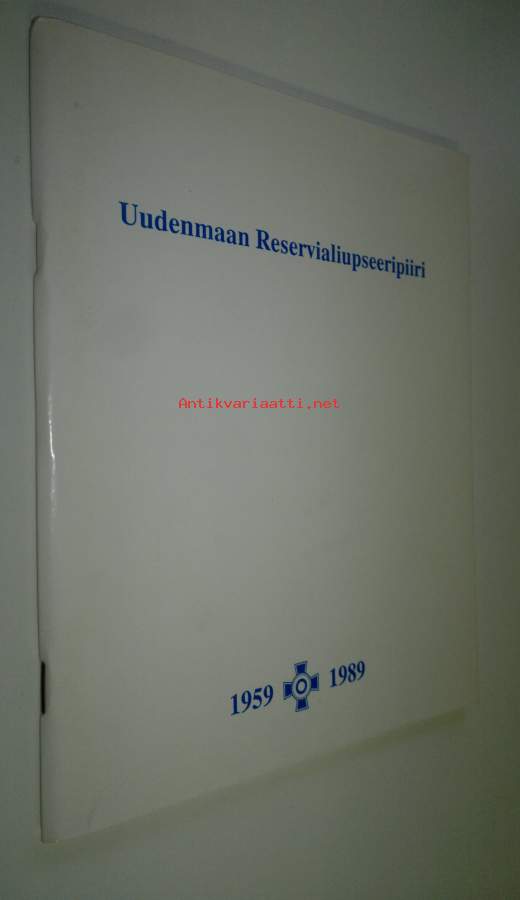 Uudenmaan Reservialiupseeripiiri
Antikvariaatti.net
1959 1989